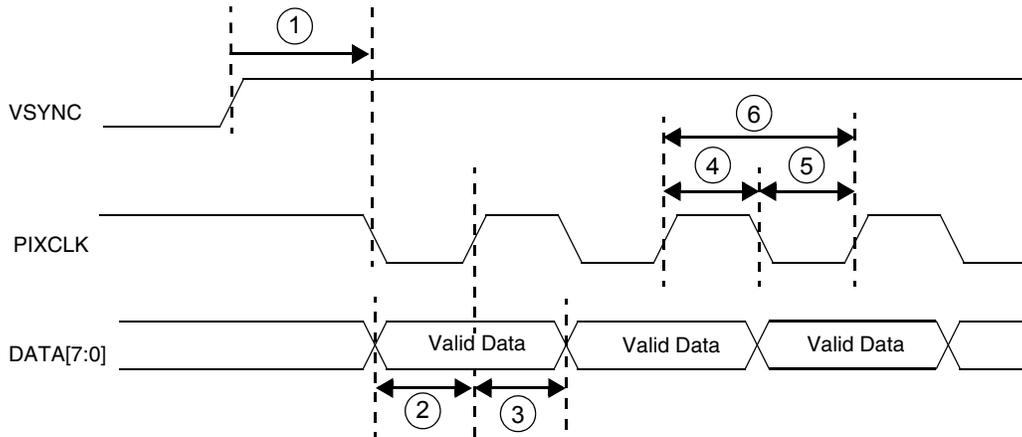 1
VSYNC
6
4
5
PIXCLK
DATA[7:0]
Valid Data
Valid Data
Valid Data
2
3